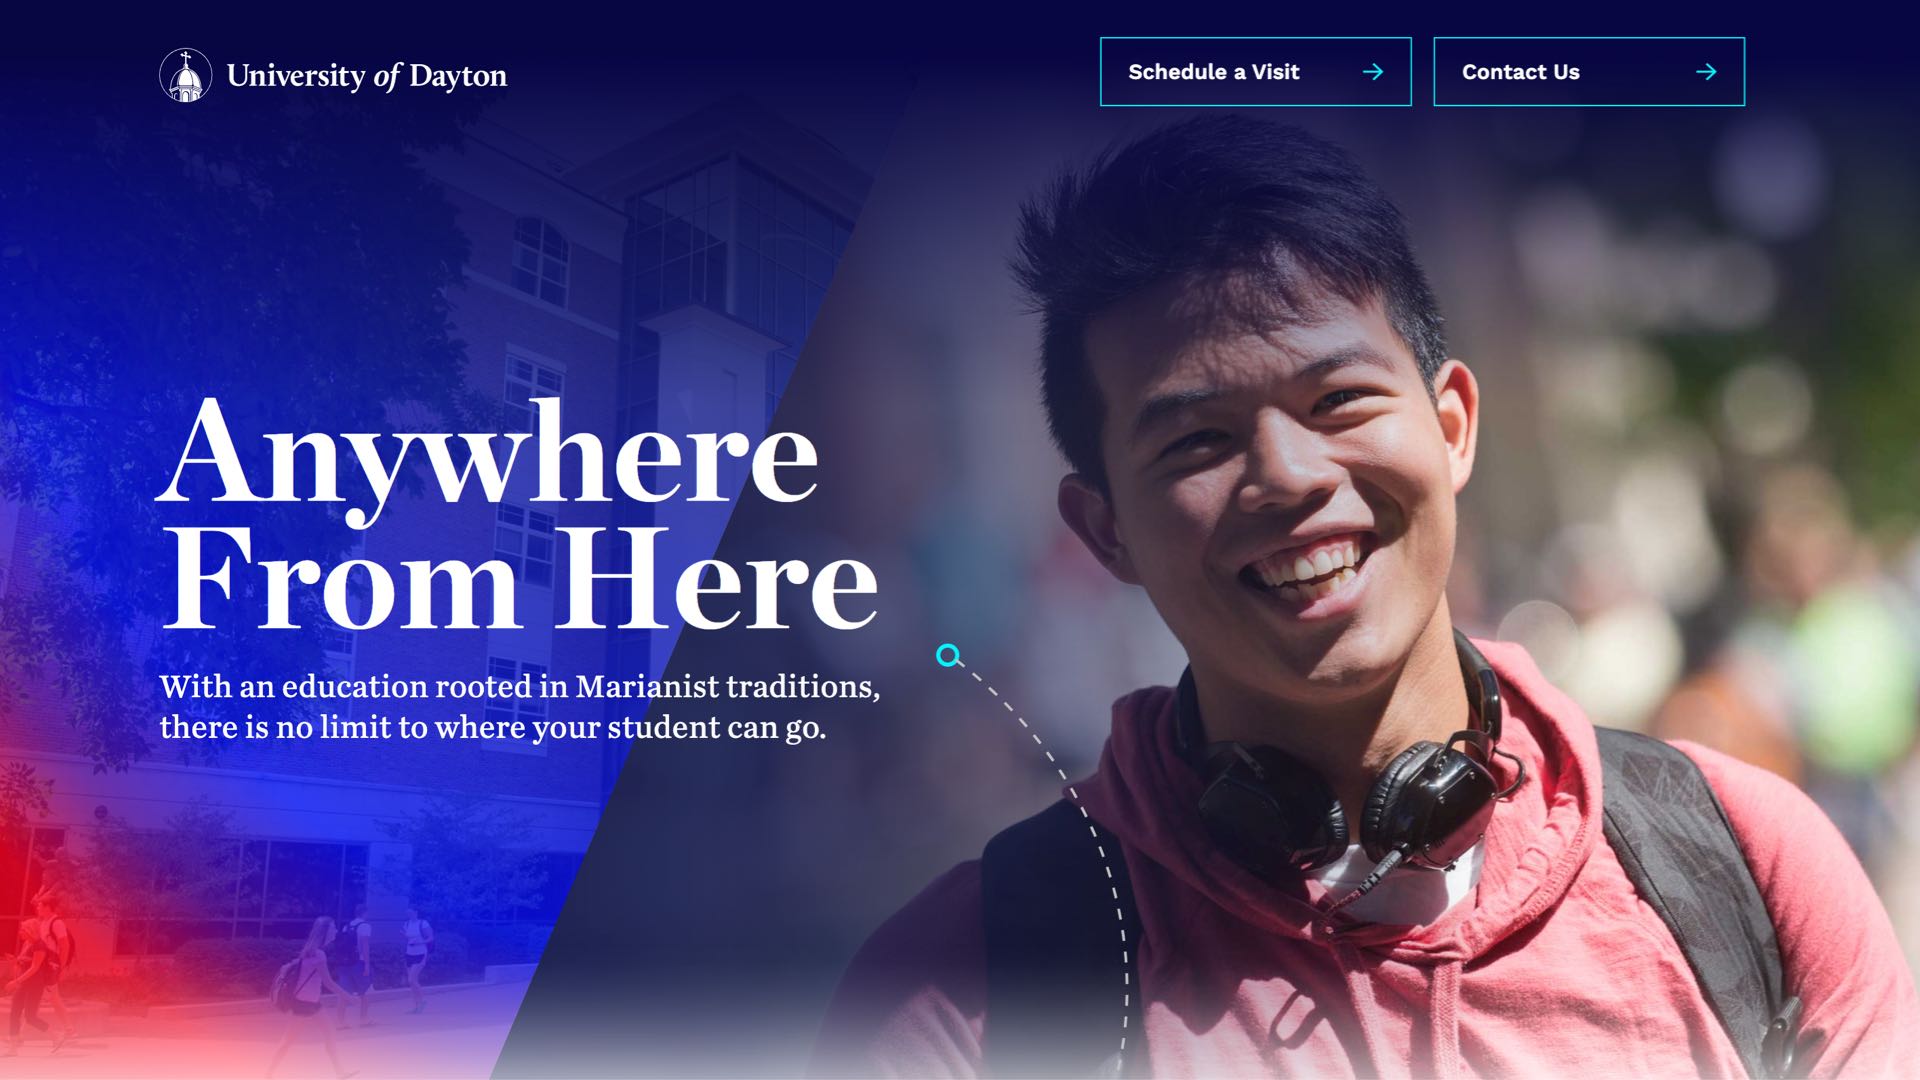 University of Dayton
Schedule a Visit
Contact Us
Anywhere
From Here
With an education rooted in Marianist traditions,
there is no limit to where your student can go.